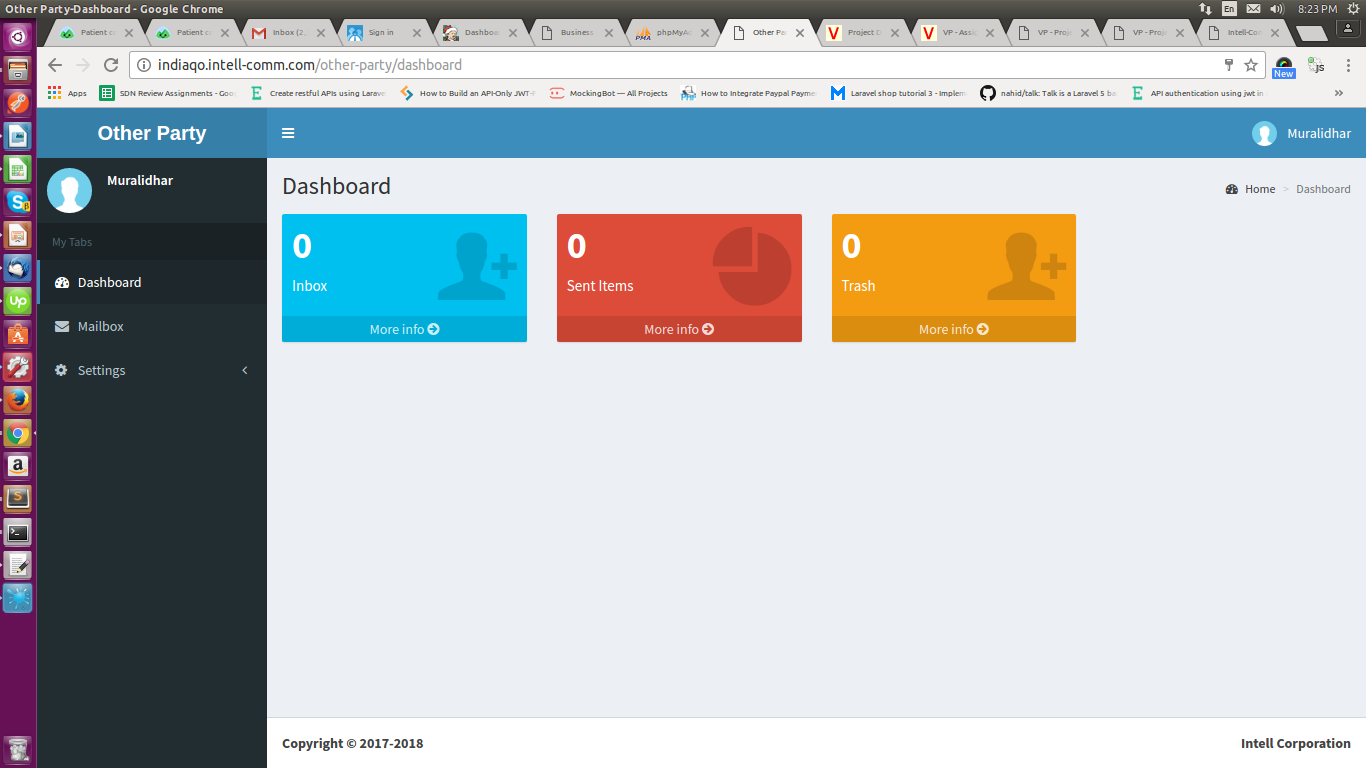 Other Party-Dashboard - Google Chrome
En
8:23 PM
Patient c
Patient c
Inbox (2,
Sign in
Dashboa
Business
phpMyAd
Other Pa
Project D
VP - Assi
VP - Proj
VP - Proj
Intell-Co
indiaqo.intell-comm.com/other-party/dashboard
New
JS
Apps
SDN Review Assignments - Goo
Create restful APIs using Larave
How to Build an API-Only JWT-
MockingBot — All Projects
How to Integrate Paypal Payme
Laravel shop tutorial 3 - Implem
nahid/talk: Talk is a Laravel 5 ba
API authentication using jwt in
»
Other Party
Muralidhar
Muralidhar
My Tabs
Dashboard
Mailbox
Settings
Dashboard
Home > Dashboard
0
Inbox
More info
0
Sent Items
More info
0
Trash
More info
Copyright © 2017-2018
Intell Corporation